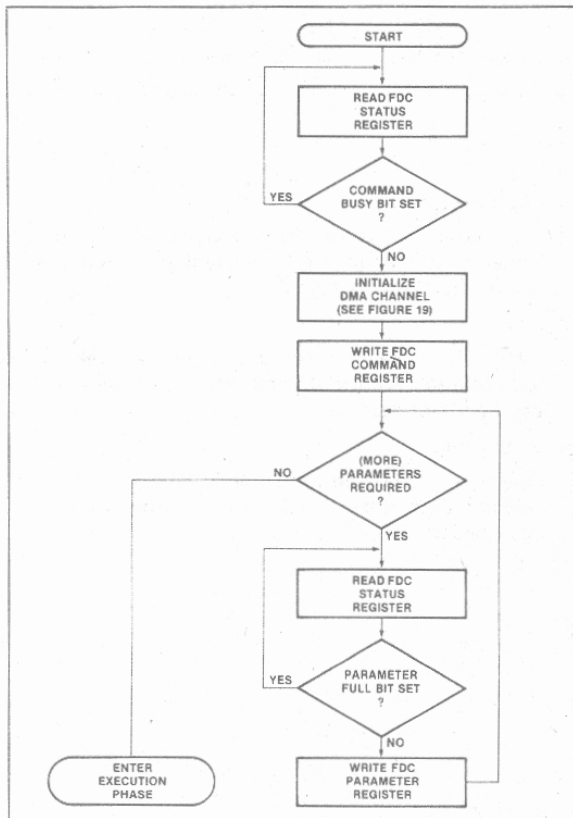 START
READ FDC
STATUS
REGISTER
COMMAND
BUSY BIT SET
?
YES
NO
INITIALIZE
DMA CHANNEL
(SEE FIGURE 19)
WRITE FDC
COMMAND
REGISTER
(MORE)
PARAMETERS
REQUIRED
?
NO
YES
READ FDC
STATUS
REGISTER
PARAMETER
FULL BIT SET
?
YES
NO
WRITE FDC
PARAMETER
REGISTER
ENTER
EXECUTION
PHASE